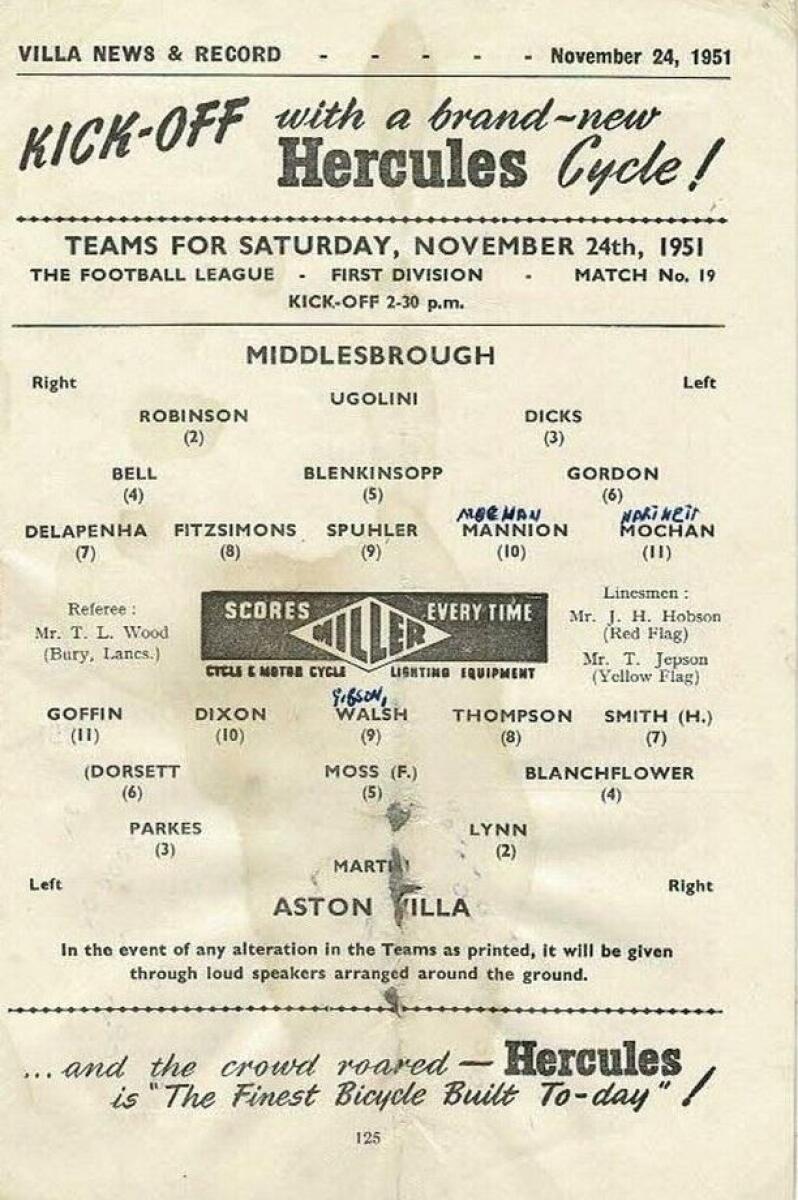 VILLA NEWS & RECORD - - - - - November 24, 1951
KICK-OFF with a brand-new
Hercules Cycle!
TEAMS FOR SATURDAY, NOVEMBER 24th, 1951
THE FOOTBALL LEAGUE - FIRST DIVISION - MATCH No. 19
KICK-OFF 2-30 p.m.
MIDDLESBROUGH
Right Left
UGOLINI
ROBINSON DICKS
(2) (3)
BELL BLENKINSOPP GORDON
(4) (5) (6)
DELAPENHA FITZSIMONS SPUHLER MANNION MOCHAN
(7) (8) (9) (10) (11)
Referee :
Mr. T. L. Wood
(Bury, Lancs.)
SCORES MILLER EVERY TIME
CYCLE & MOTOR CYCLE LIGHTING EQUIPMENT
Linesmen :
Mr. J. H. Hobson
(Red Flag)
Mr. T. Jepson
(Yellow Flag)
GIBSON,
GOFFIN DIXON WALSH THOMPSON SMITH (H.)
(11) (10) (9) (8) (7)
(DORSETT MOSS (F.) BLANCHFLOWER
(6) (5) (4)
PARKES LYNN
(3) (2)
MARTIN
Left Right
ASTON VILLA
In the event of any alteration in the Teams as printed, it will be given
through loud speakers arranged around the ground.
...and the crowd roared — Hercules
is "The Finest Bicycle Built To-day" !
125